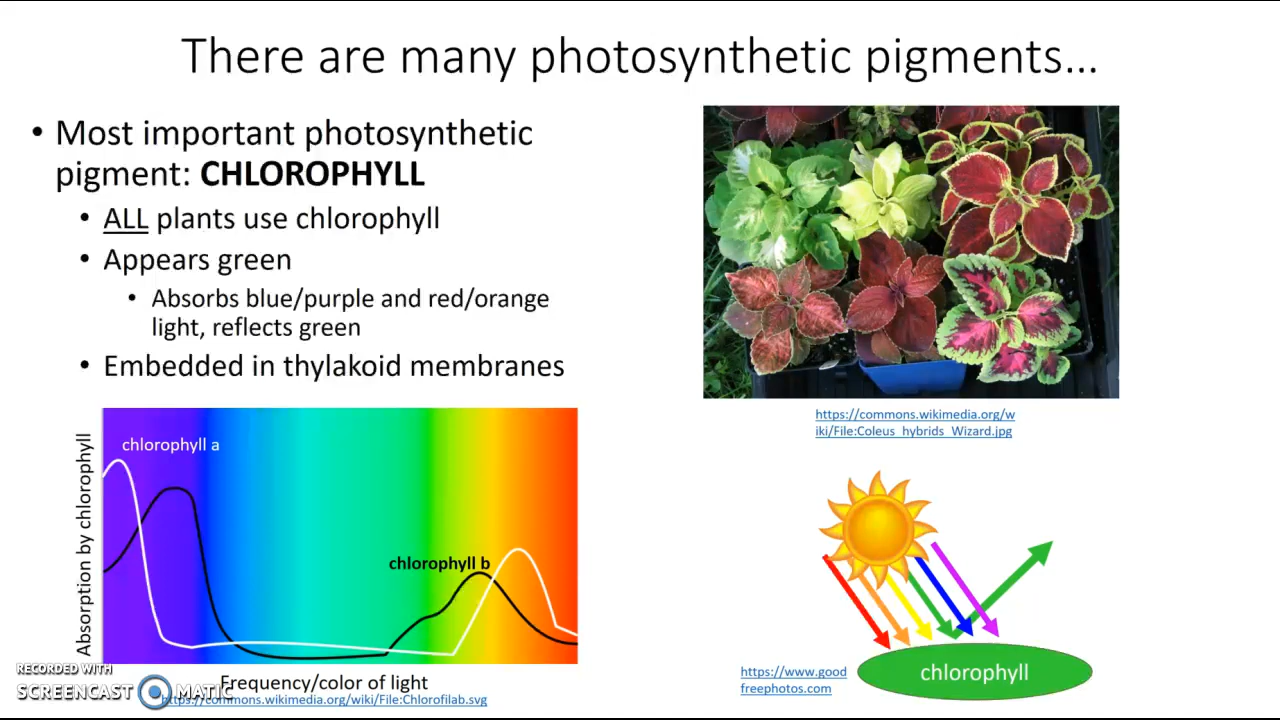 There are many photosynthetic pigments...
• Most important photosynthetic
pigment: CHLOROPHYLL
• ALL plants use chlorophyll
• Appears green
• Absorbs blue/purple and red/orange
light, reflects green
• Embedded in thylakoid membranes
Absorption by chlorophyll
chlorophyll a
chlorophyll b
Frequency/color of light
https://commons.wikimedia.org/wiki/File:Chlorofilab.svg
RECORDED WITH
SCREENCAST MATIC
https://commons.wikimedia.org/w
iki/File:Coleus_hybrids_Wizard.jpg
https://www.good
freephotos.com
chlorophyll